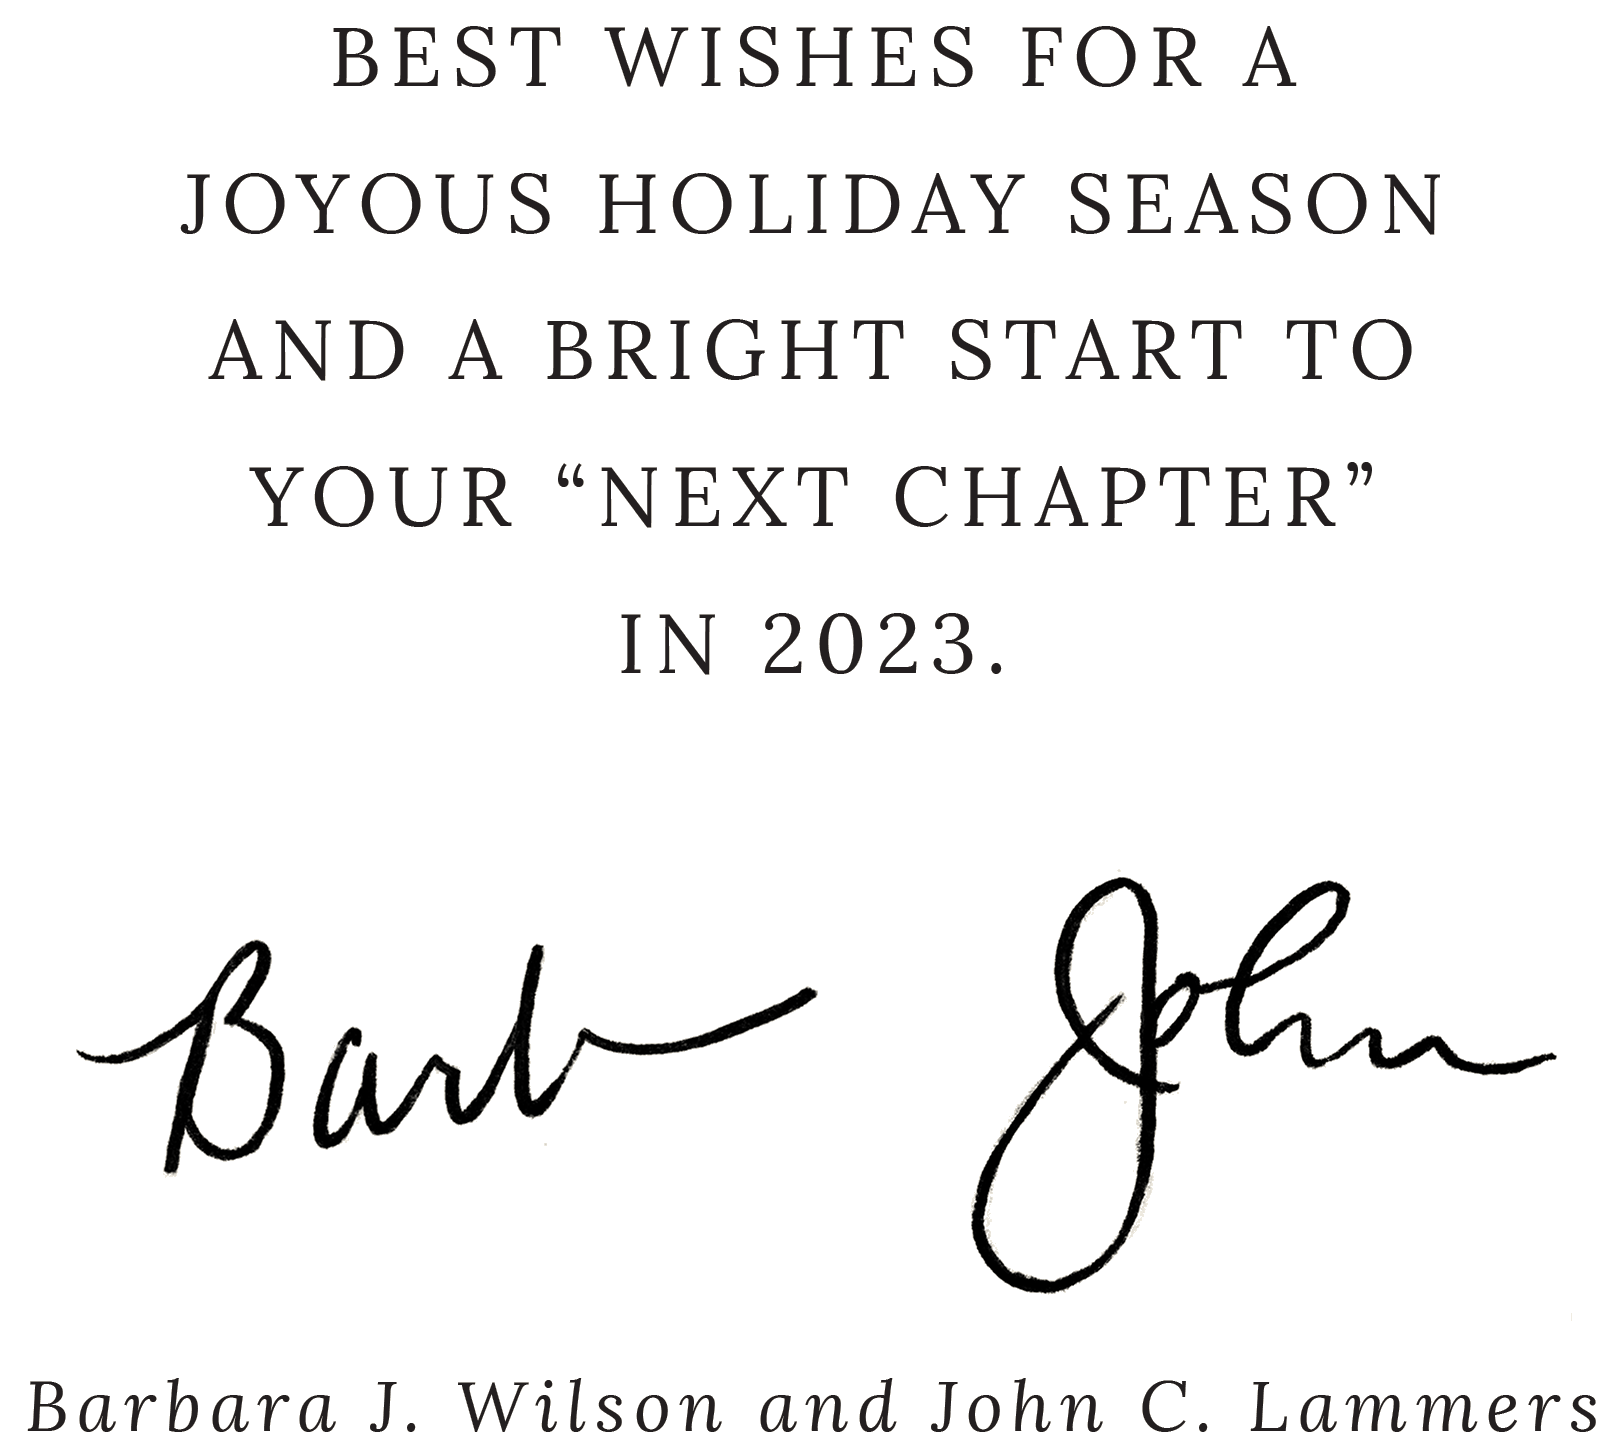 BEST WISHES FOR A
JOYOUS HOLIDAY SEASON
AND A BRIGHT START TO
YOUR “NEXT CHAPTER”
IN 2023.
Barb John
Barbara J. Wilson and John C. Lammers